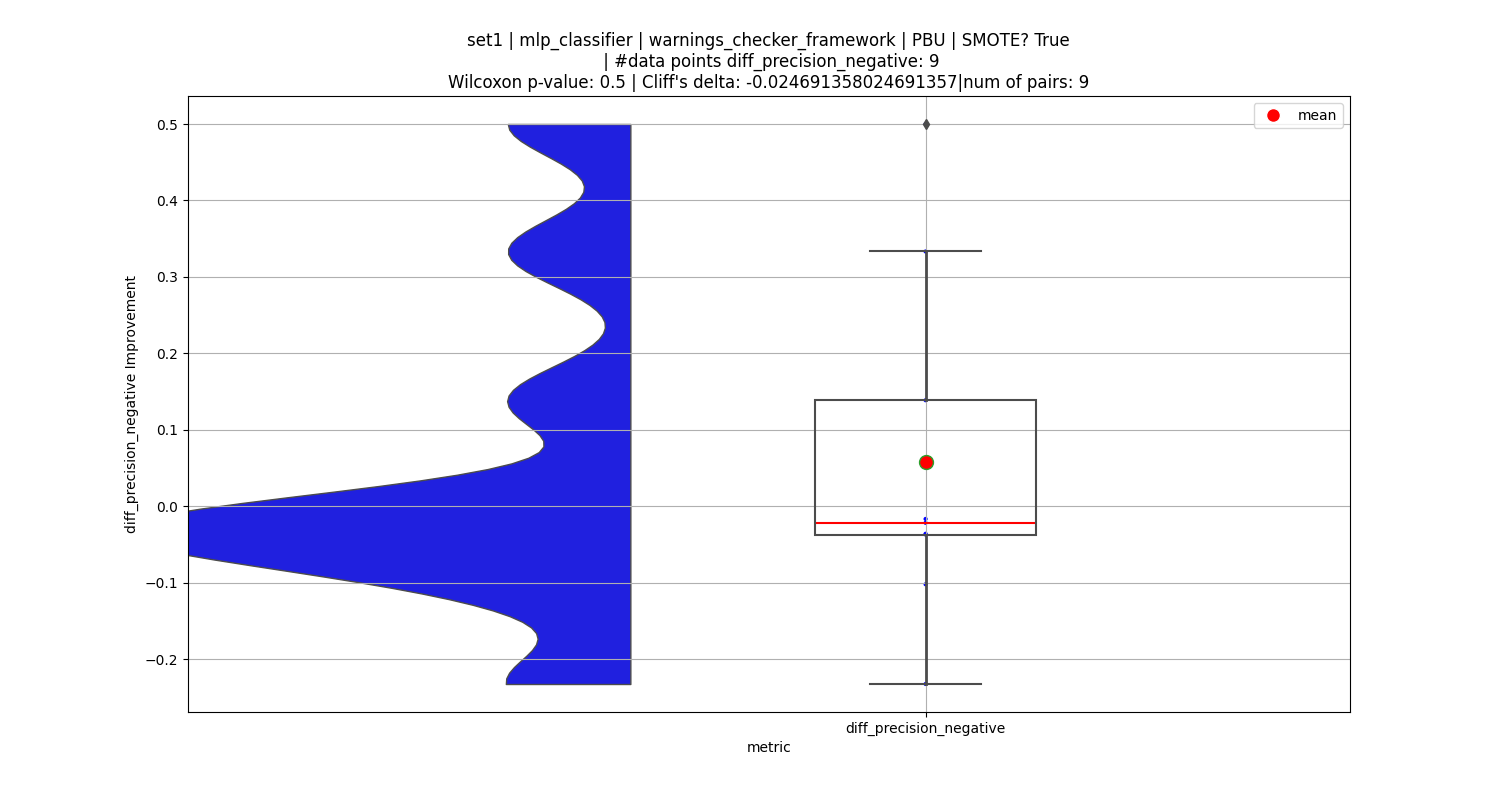 set1 | mlp_classifier | warnings_checker_framework | PBU | SMOTE? True
| #data points diff_precision_negative: 9
Wilcoxon p-value: 0.5 | Cliff's delta: -0.024691358024691357|num of pairs: 9
mean
0.5
0.4
0.3
0.2
0.1
0.0
−0.1
−0.2
diff_precision_negative Improvement
diff_precision_negative
metric